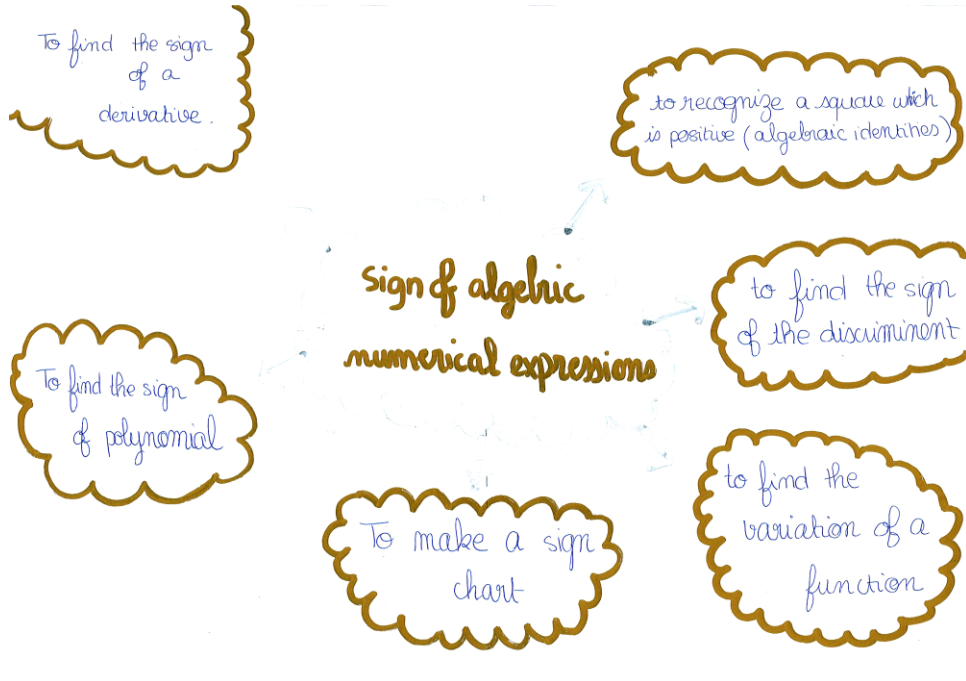 To find the sign
of a
derivative.
to recognize a square which
is positive (algebraic identities)
sign of algebric
numerical expressions
to find the sign
of the discriminent
To find the sign
of polynomial
to find the
variation of a
function
To make a sign
chart